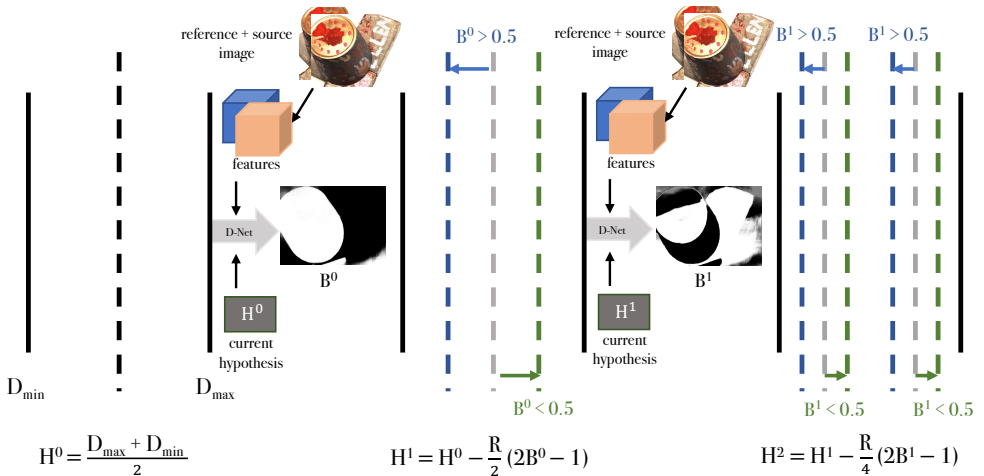 reference + source
image
features
D-Net
B⁰
H⁰
current
hypothesis
D_min
D_max
H⁰ = (D_max + D_min)/2
B⁰ > 0.5
B⁰ < 0.5
H¹ = H⁰ − R/2 (2B⁰ − 1)
reference + source
image
features
D-Net
B¹
H¹
current
hypothesis
B¹ > 0.5
B¹ > 0.5
B¹ < 0.5
B¹ < 0.5
H² = H¹ − R/4 (2B¹ − 1)